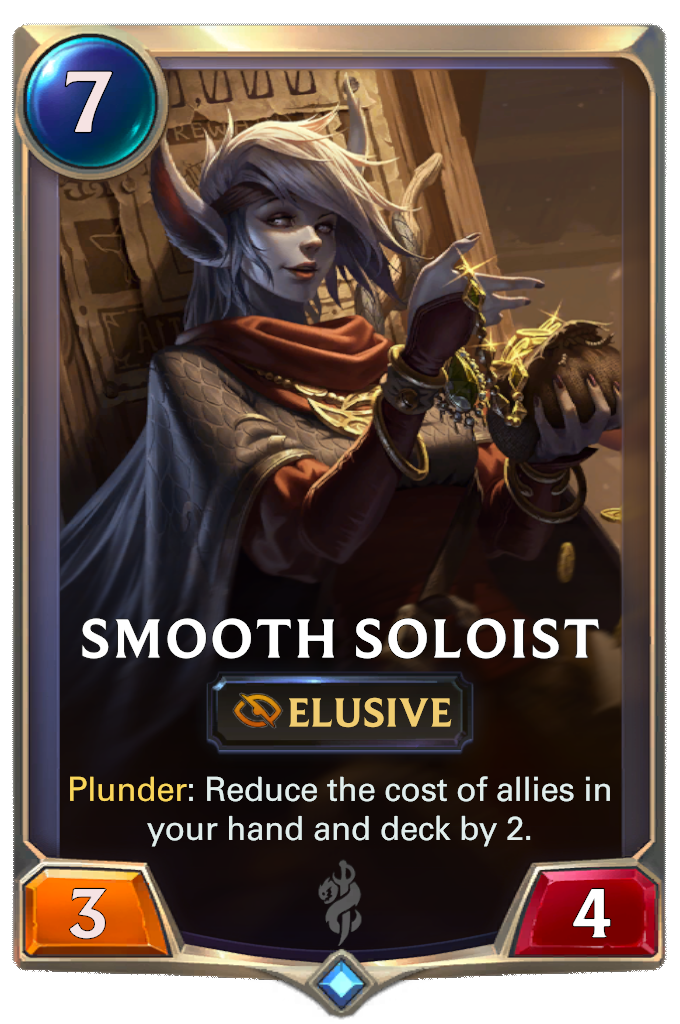 7
SMOOTH SOLOIST
ELUSIVE
Plunder: Reduce the cost of allies in
your hand and deck by 2.
3
4